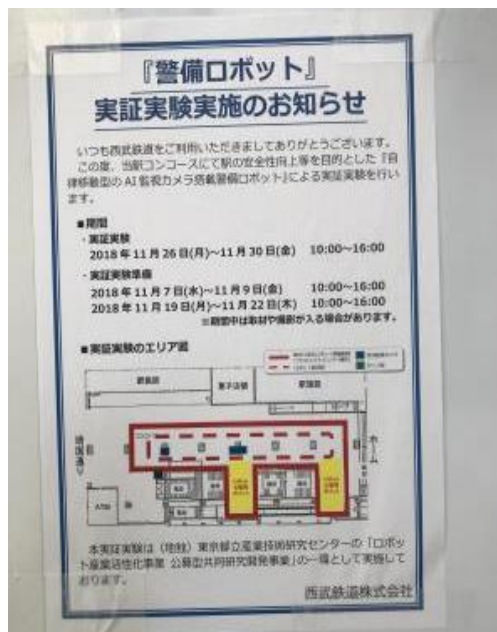 『警備ロボット』
実証実験実施のお知らせ
いつも西武鉄道をご利用いただきましてありがとうございます。
この度、当駅コンコースにて駅の安全性向上等を目的とした「自
律移動型のAI監視カメラ搭載警備ロボット」による実証実験を行い
ます。
■期間
・実証実験
2018年11月26日(月)～11月30日(金) 10:00～16:00
・実証実験準備
2018年11月7日(水)～11月9日(金) 10:00～16:00
2018年11月19日(月)～11月22日(木) 10:00～16:00
※期間中は取材や撮影が入る場合があります。
■実証実験のエリア図
菓子店舗
靖国通り
ホーム
ATM
本実証実験は(地独)東京都立産業技術研究センターの「ロボッ
ト産業活性化事業 公募型共同研究開発事業」の一環として実施して
おります。
西武鉄道株式会社